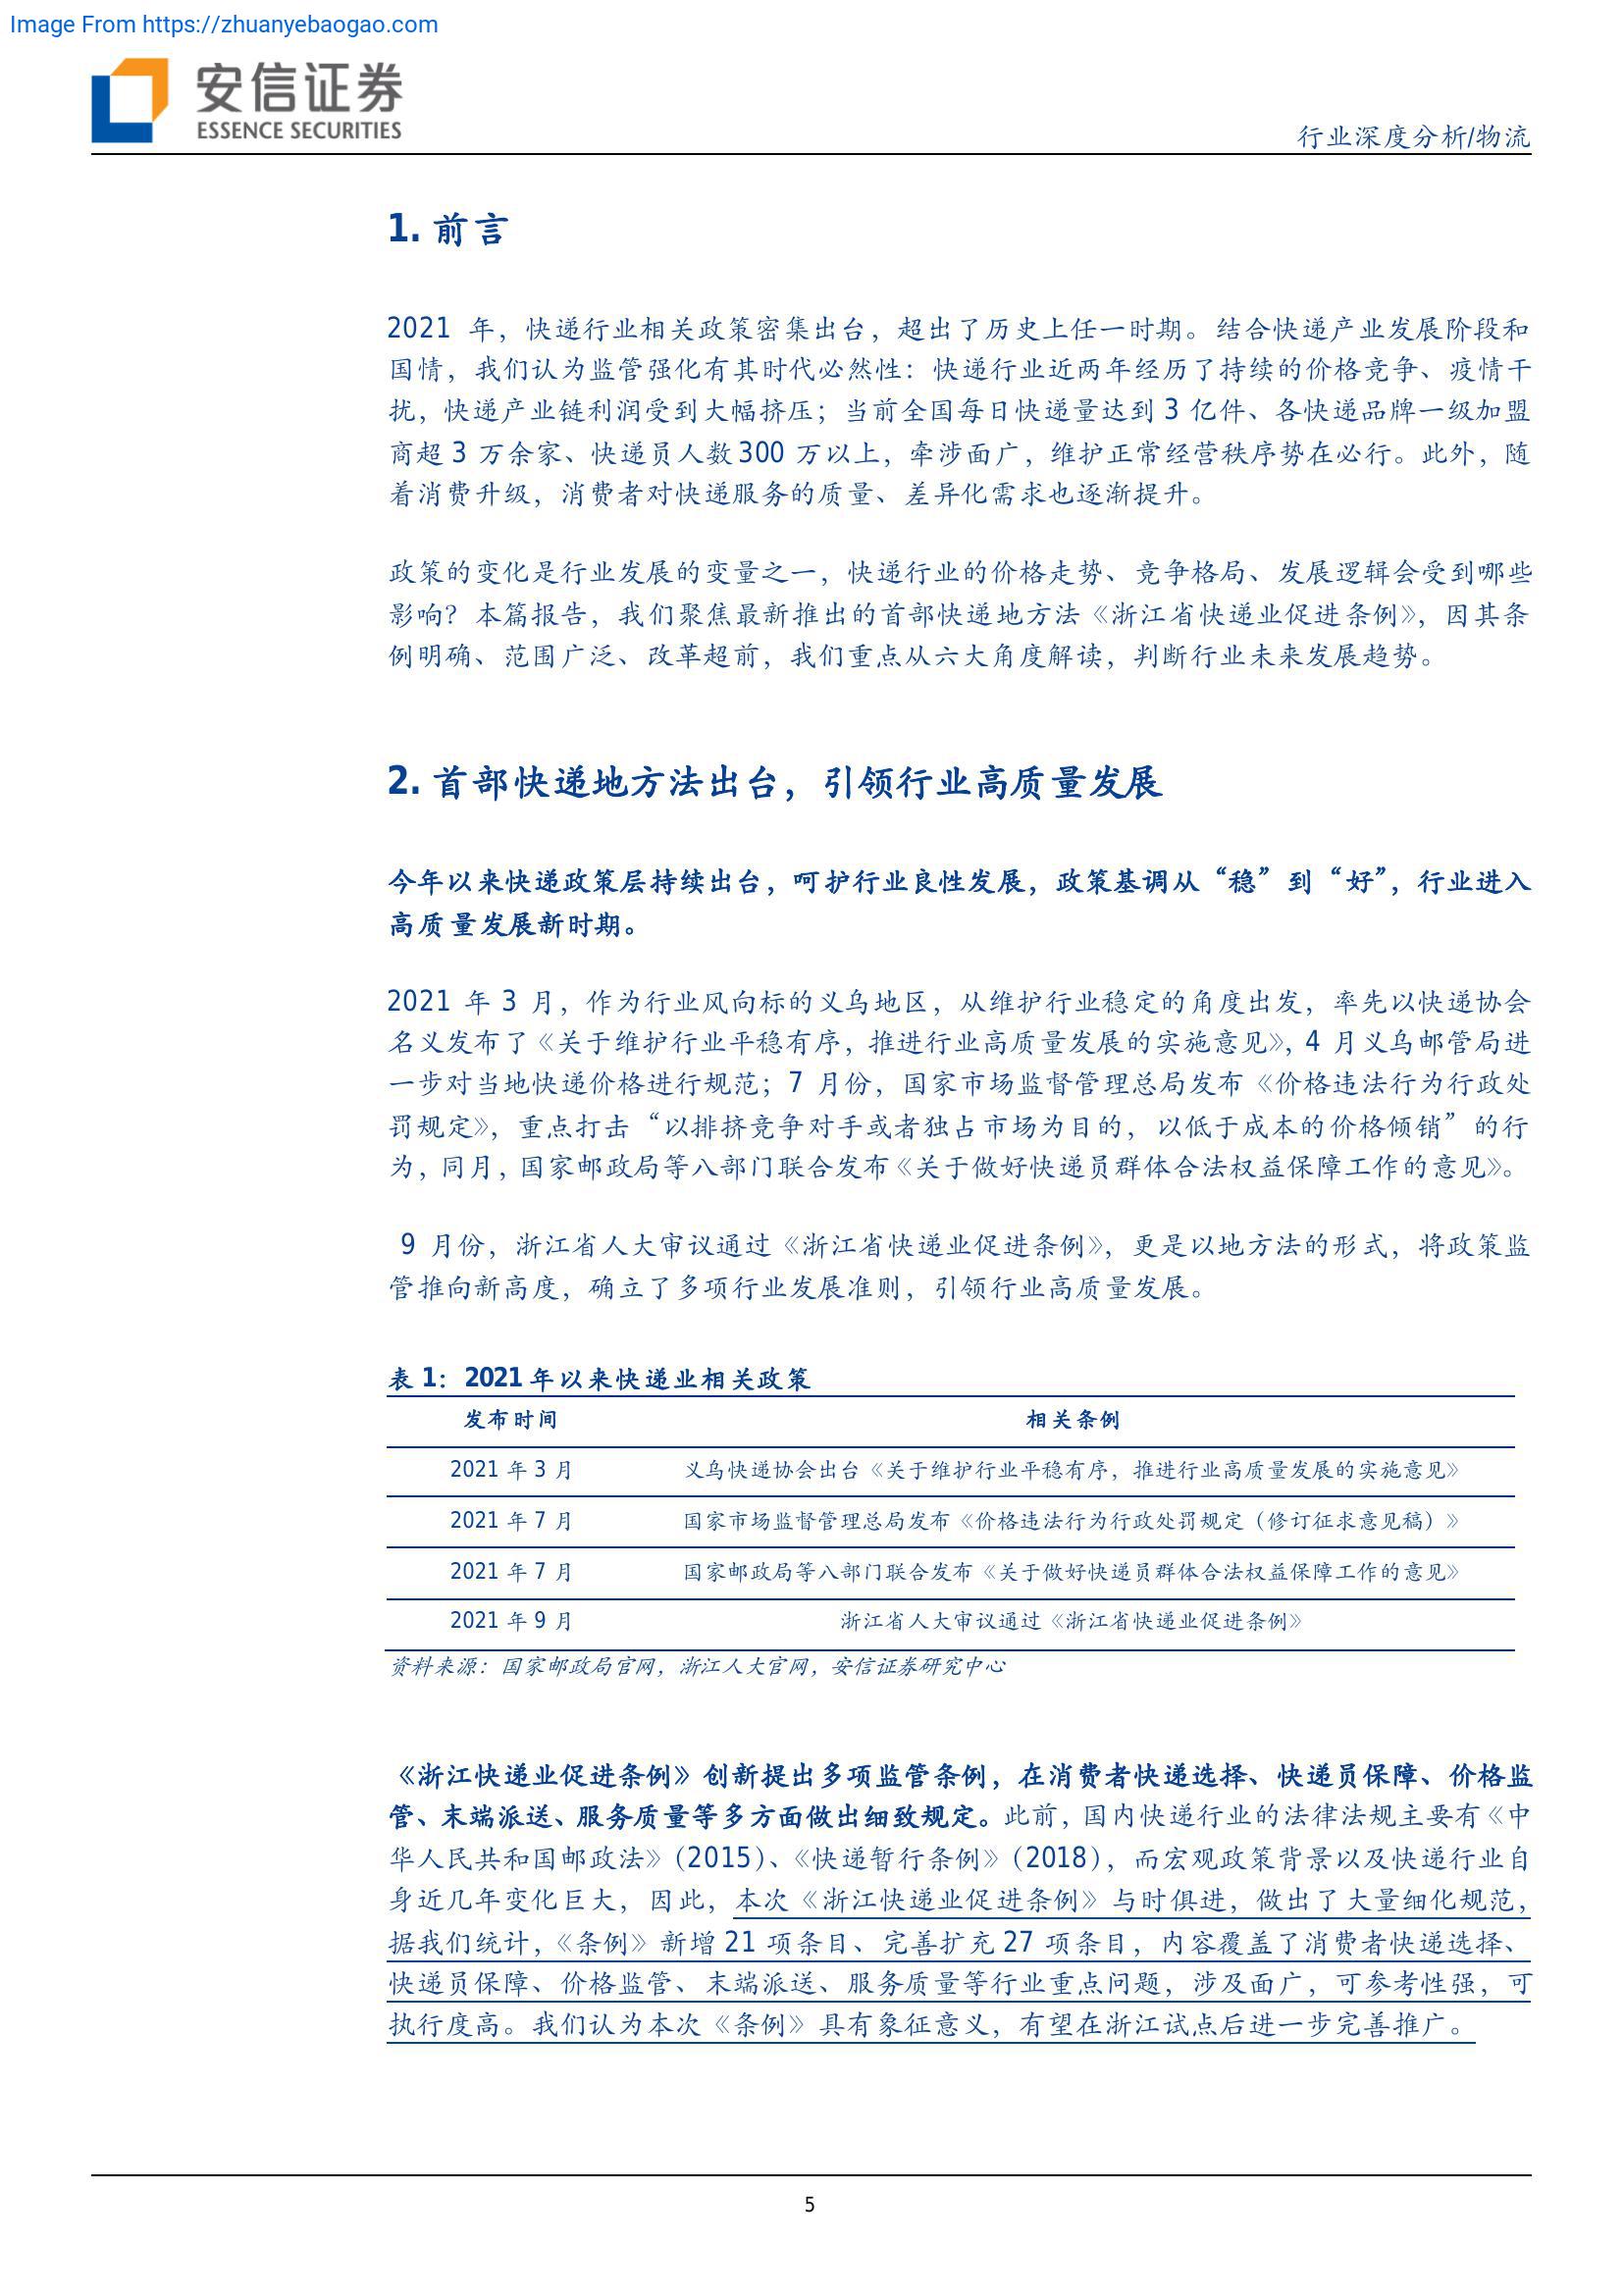 Image From https://zhuanyebaogao.com
安信证券
ESSENCE SECURITIES
行业深度分析/物流
1. 前言
2021 年，快递行业相关政策密集出台，超出了历史上任一时期。结合快递产业发展阶段和
国情，我们认为监管强化有其时代必然性：快递行业近两年经历了持续的价格竞争、疫情干
扰，快递产业链利润受到大幅挤压；当前全国每日快递量达到 3 亿件、各快递品牌一级加盟
商超 3 万余家、快递员人数 300 万以上，牵涉面广，维护正常经营秩序势在必行。此外，随
着消费升级，消费者对快递服务的质量、差异化需求也逐渐提升。
政策的变化是行业发展的变量之一，快递行业的价格走势、竞争格局、发展逻辑会受到哪些
影响？本篇报告，我们聚焦最新推出的首部快递地方法《浙江省快递业促进条例》，因其条
例明确、范围广泛、改革超前，我们重点从六大角度解读，判断行业未来发展趋势。
2. 首部快递地方法出台，引领行业高质量发展
今年以来快递政策层持续出台，呵护行业良性发展，政策基调从“稳”到“好”，行业进入
高质量发展新时期。
2021 年 3 月，作为行业风向标的义乌地区，从维护行业稳定的角度出发，率先以快递协会
名义发布了《关于维护行业平稳有序，推进行业高质量发展的实施意见》，4 月义乌邮管局进
一步对当地快递价格进行规范；7 月份，国家市场监督管理总局发布《价格违法行为行政处
罚规定》，重点打击“以排挤竞争对手或者独占市场为目的，以低于成本的价格倾销”的行
为，同月，国家邮政局等八部门联合发布《关于做好快递员群体合法权益保障工作的意见》。
9 月份，浙江省人大审议通过《浙江省快递业促进条例》，更是以地方法的形式，将政策监
管推向新高度，确立了多项行业发展准则，引领行业高质量发展。
表 1：2021 年以来快递业相关政策
发布时间 相关条例
2021 年 3 月 义乌快递协会出台《关于维护行业平稳有序，推进行业高质量发展的实施意见》
2021 年 7 月 国家市场监督管理总局发布《价格违法行为行政处罚规定（修订征求意见稿）》
2021 年 7 月 国家邮政局等八部门联合发布《关于做好快递员群体合法权益保障工作的意见》
2021 年 9 月 浙江省人大审议通过《浙江省快递业促进条例》
资料来源：国家邮政局官网，浙江人大官网，安信证券研究中心
《浙江快递业促进条例》创新提出多项监管条例，在消费者快递选择、快递员保障、价格监
管、末端派送、服务质量等多方面做出细致规定。此前，国内快递行业的法律法规主要有《中
华人民共和国邮政法》（2015）、《快递暂行条例》（2018），而宏观政策背景以及快递行业自
身近几年变化巨大，因此，本次《浙江快递业促进条例》与时俱进，做出了大量细化规范，
据我们统计，《条例》新增 21 项条目、完善扩充 27 项条目，内容覆盖了消费者快递选择、
快递员保障、价格监管、末端派送、服务质量等行业重点问题，涉及面广，可参考性强，可
执行度高。我们认为本次《条例》具有象征意义，有望在浙江试点后进一步完善推广。
5